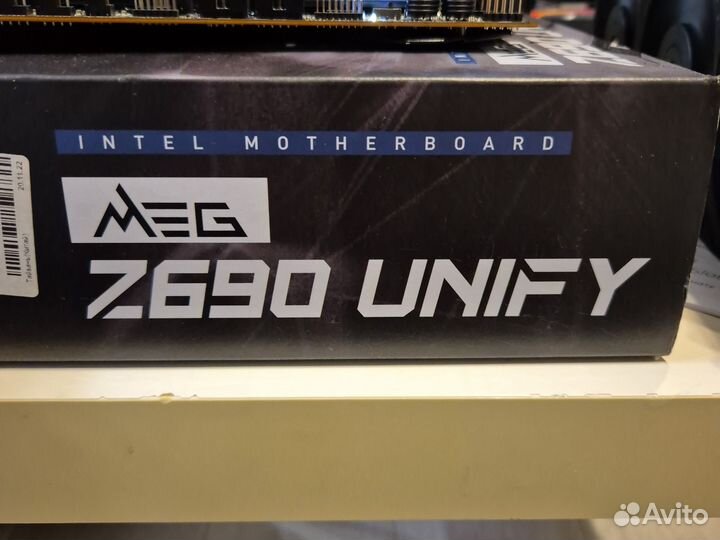 INTEL MOTHERBOARD
MEG
Z690 UNIFY
20.11.22
Avito